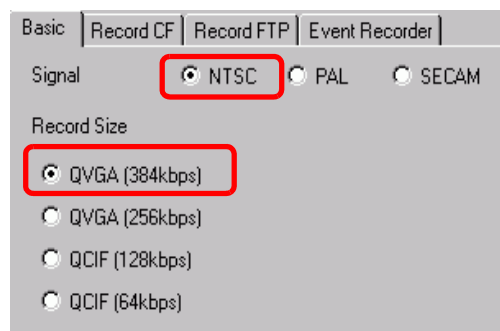 Basic Record CF Record FTP Event Recorder
Signal NTSC PAL SECAM
Record Size
QVGA (384kbps)
QVGA (256kbps)
QCIF (128kbps)
QCIF (64kbps)